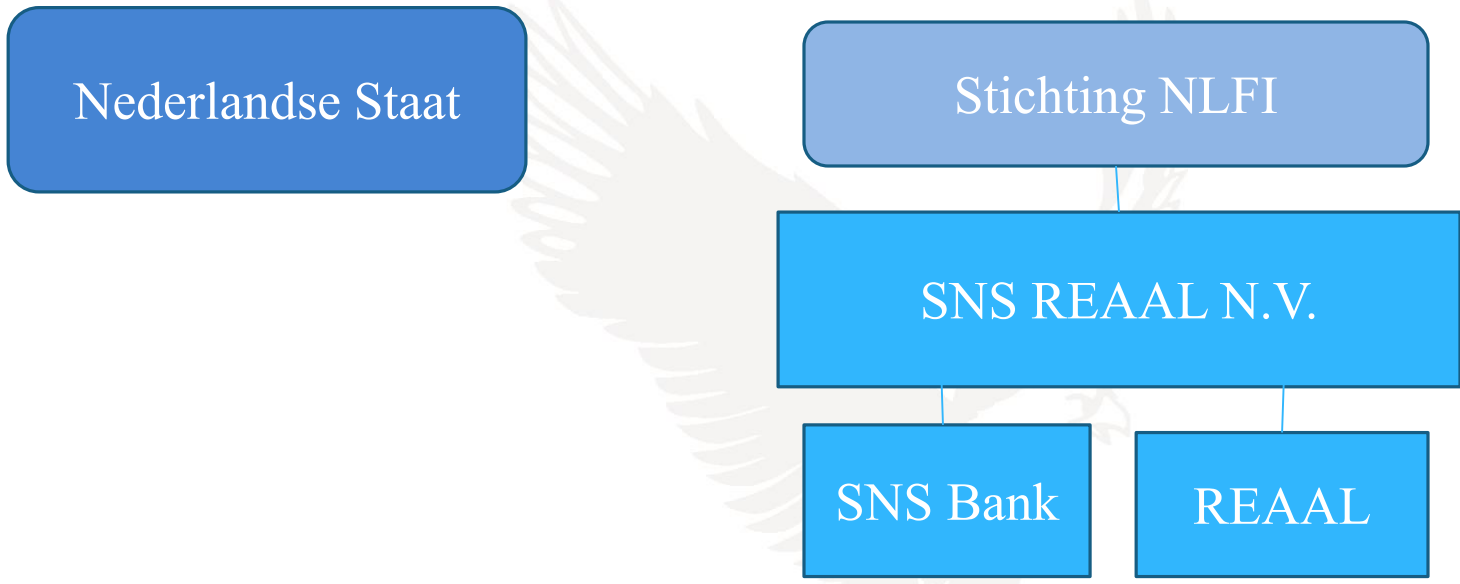 Nederlandse Staat
Stichting NLFI
SNS REAAL N.V.
SNS Bank
REAAL